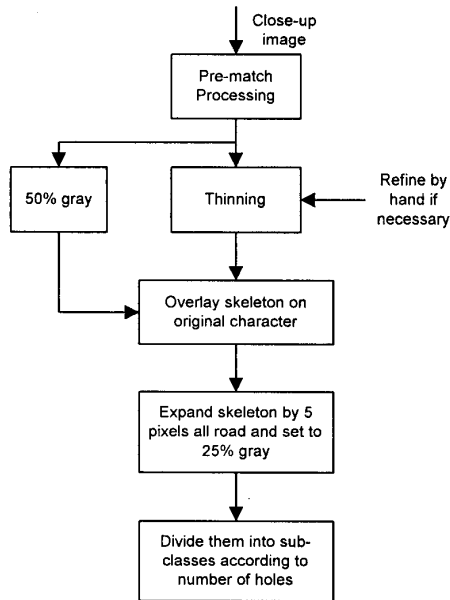 Close-up
image
Pre-match
Processing
50% gray
Thinning
Refine by
hand if
necessary
Overlay skeleton on
original character
Expand skeleton by 5
pixels all road and set to
25% gray
Divide them into sub-
classes according to
number of holes